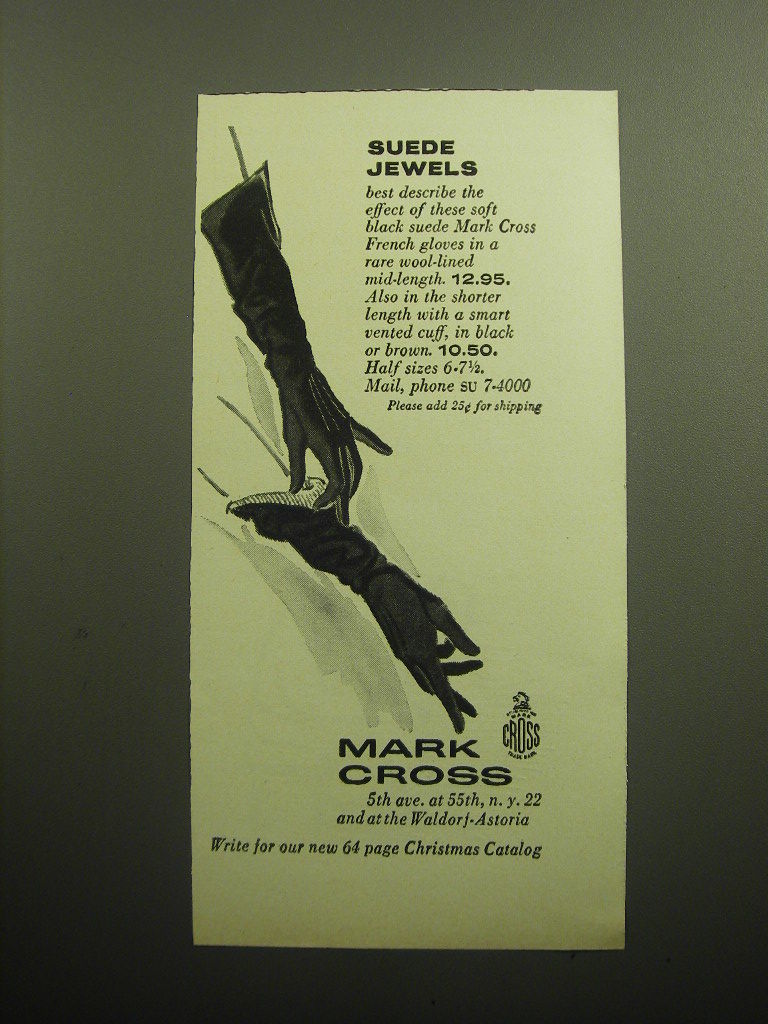 SUEDE
JEWELS
best describe the
effect of these soft
black suede Mark Cross
French gloves in a
rare wool-lined
mid-length. 12.95.
Also in the shorter
length with a smart
vented cuff, in black
or brown. 10.50.
Half sizes 6-7½.
Mail, phone SU 7-4000
Please add 25¢ for shipping
MARK
CROSS
TRADE MARK
MARK
CROSS
5th ave. at 55th, n. y. 22
and at the Waldorf-Astoria
Write for our new 64 page Christmas Catalog